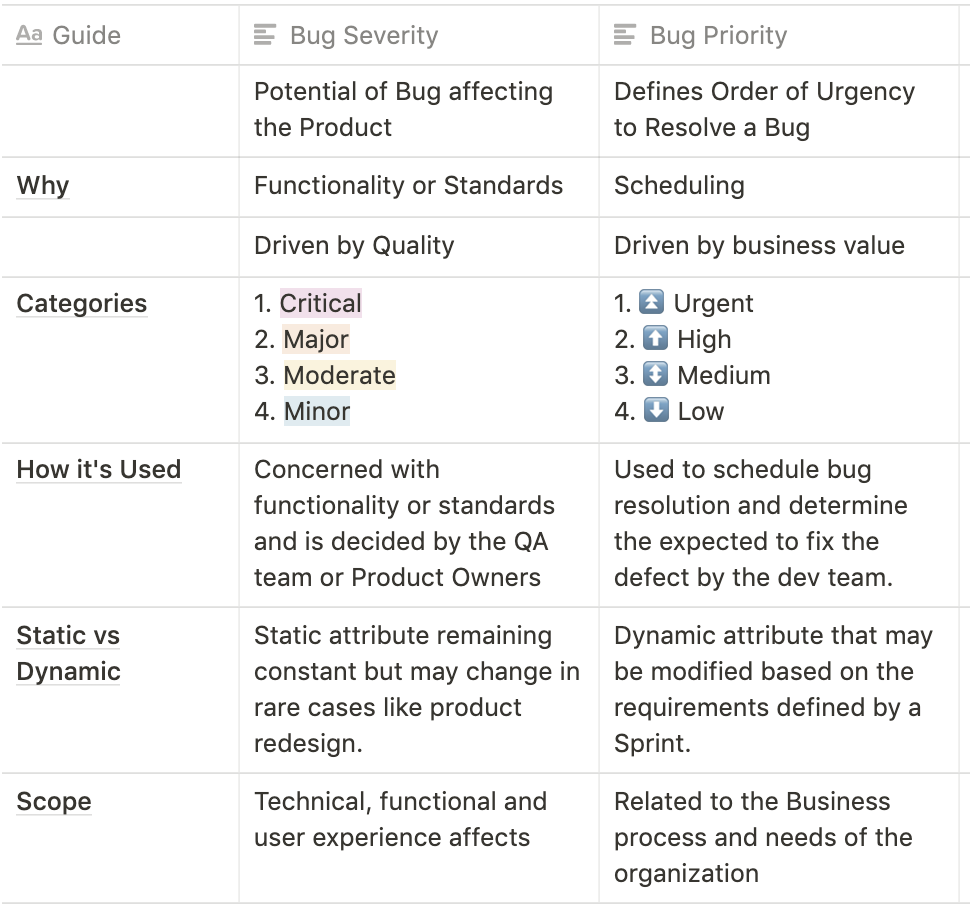 Aa Guide
Bug Severity
Bug Priority
Potential of Bug affecting
the Product
Defines Order of Urgency
to Resolve a Bug
Why
Functionality or Standards
Scheduling
Driven by Quality
Driven by business value
Categories
1. Critical
2. Major
3. Moderate
4. Minor
1. ⏫ Urgent
2. ⬆️ High
3. ↕️ Medium
4. ⬇️ Low
How it's Used
Concerned with
functionality or standards
and is decided by the QA
team or Product Owners
Used to schedule bug
resolution and determine
the expected to fix the
defect by the dev team.
Static vs
Dynamic
Static attribute remaining
constant but may change in
rare cases like product
redesign.
Dynamic attribute that may
be modified based on the
requirements defined by a
Sprint.
Scope
Technical, functional and
user experience affects
Related to the Business
process and needs of the
organization